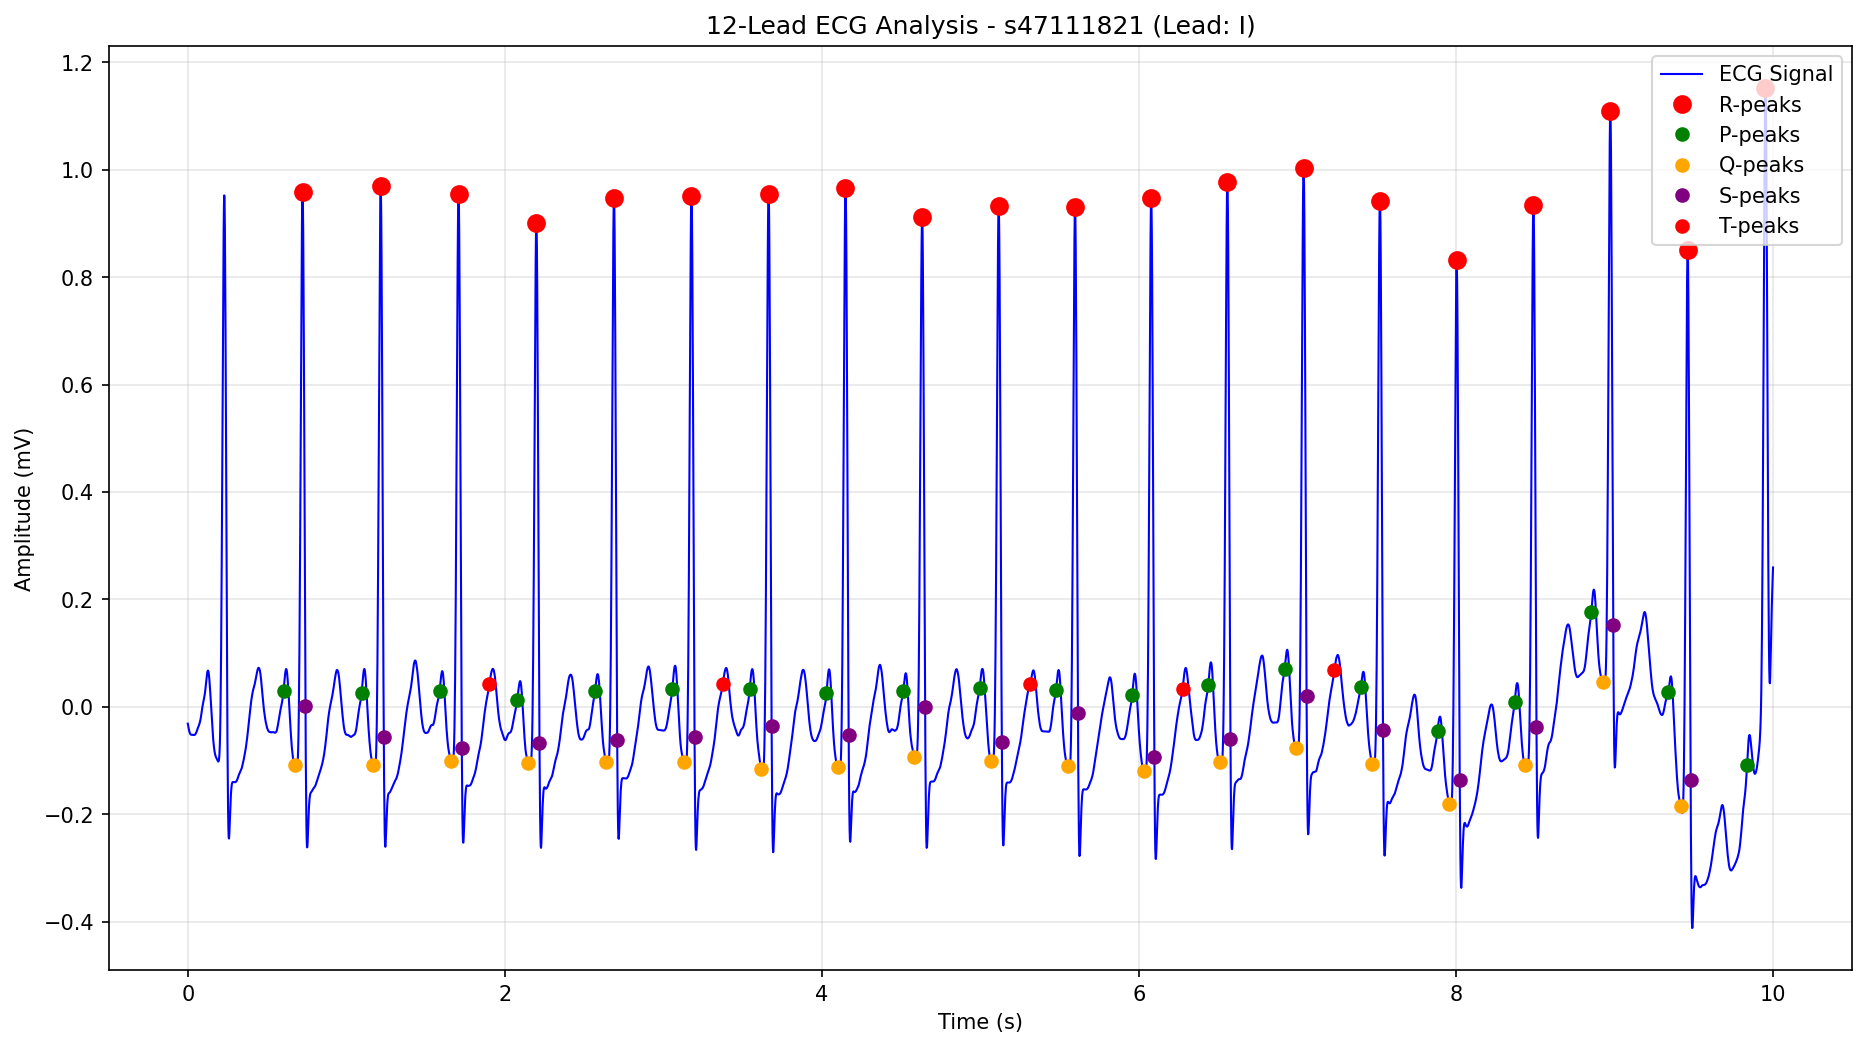 12-Lead ECG Analysis - s47111821 (Lead: I)
ECG Signal
R-peaks
P-peaks
Q-peaks
S-peaks
T-peaks
Amplitude (mV)
1.2
1.0
0.8
0.6
0.4
0.2
0.0
−0.2
−0.4
0
2
4
6
8
10
Time (s)